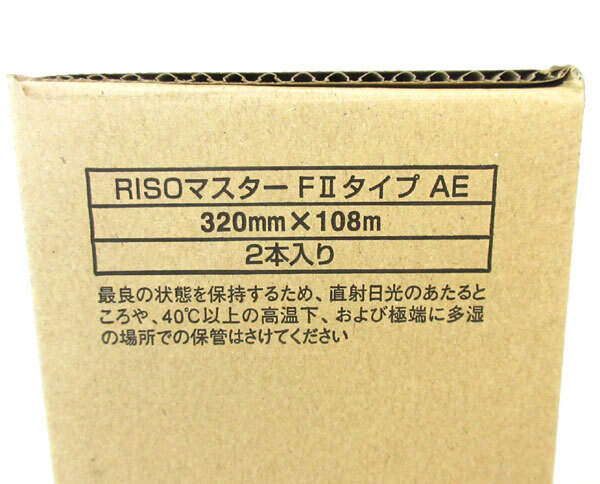 RISOマスター FⅡタイプ AE
320mm×108m
2本入り
最良の状態を保持するため、直射日光のあたると
ころや、40℃以上の高温下、および極端に多湿
の場所での保管はさけてください